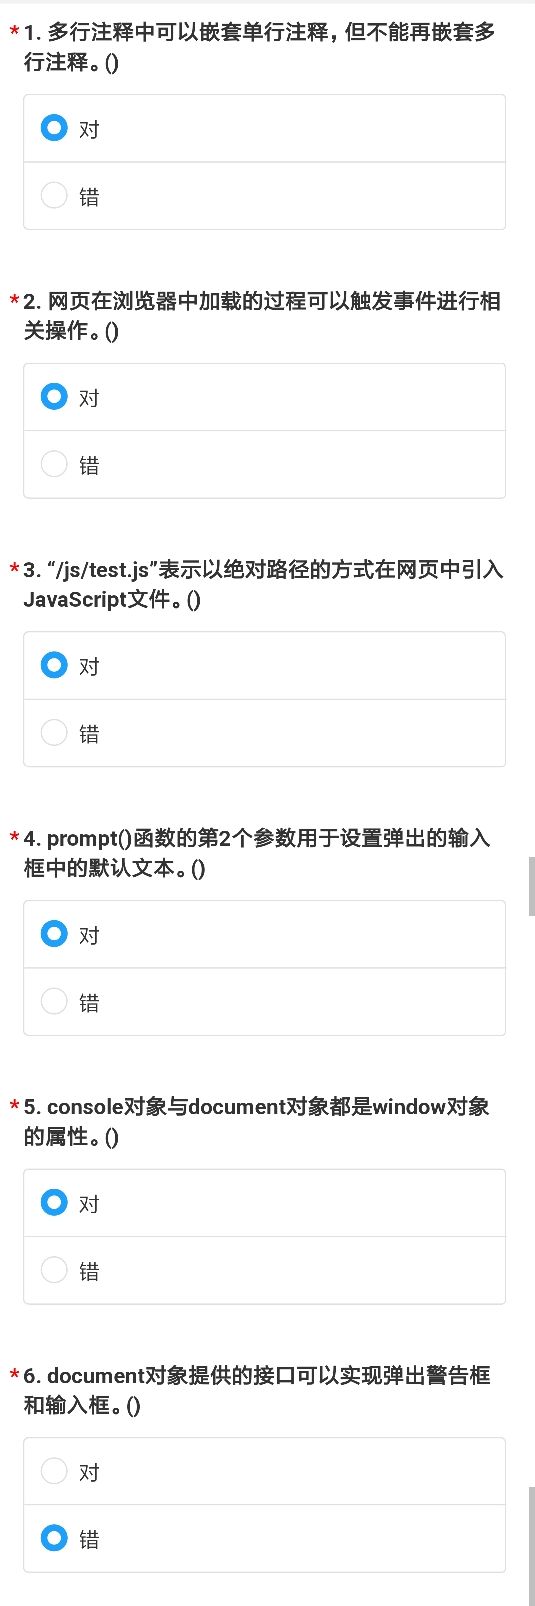 *1. 多行注释中可以嵌套单行注释，但不能再嵌套多
行注释。()
对
错
*2. 网页在浏览器中加载的过程可以触发事件进行相
关操作。()
对
错
*3. “/js/test.js”表示以绝对路径的方式在网页中引入
JavaScript文件。()
对
错
*4. prompt()函数的第2个参数用于设置弹出的输入
框中的默认文本。()
对
错
*5. console对象与document对象都是window对象
的属性。()
对
错
*6. document对象提供的接口可以实现弹出警告框
和输入框。()
对
错